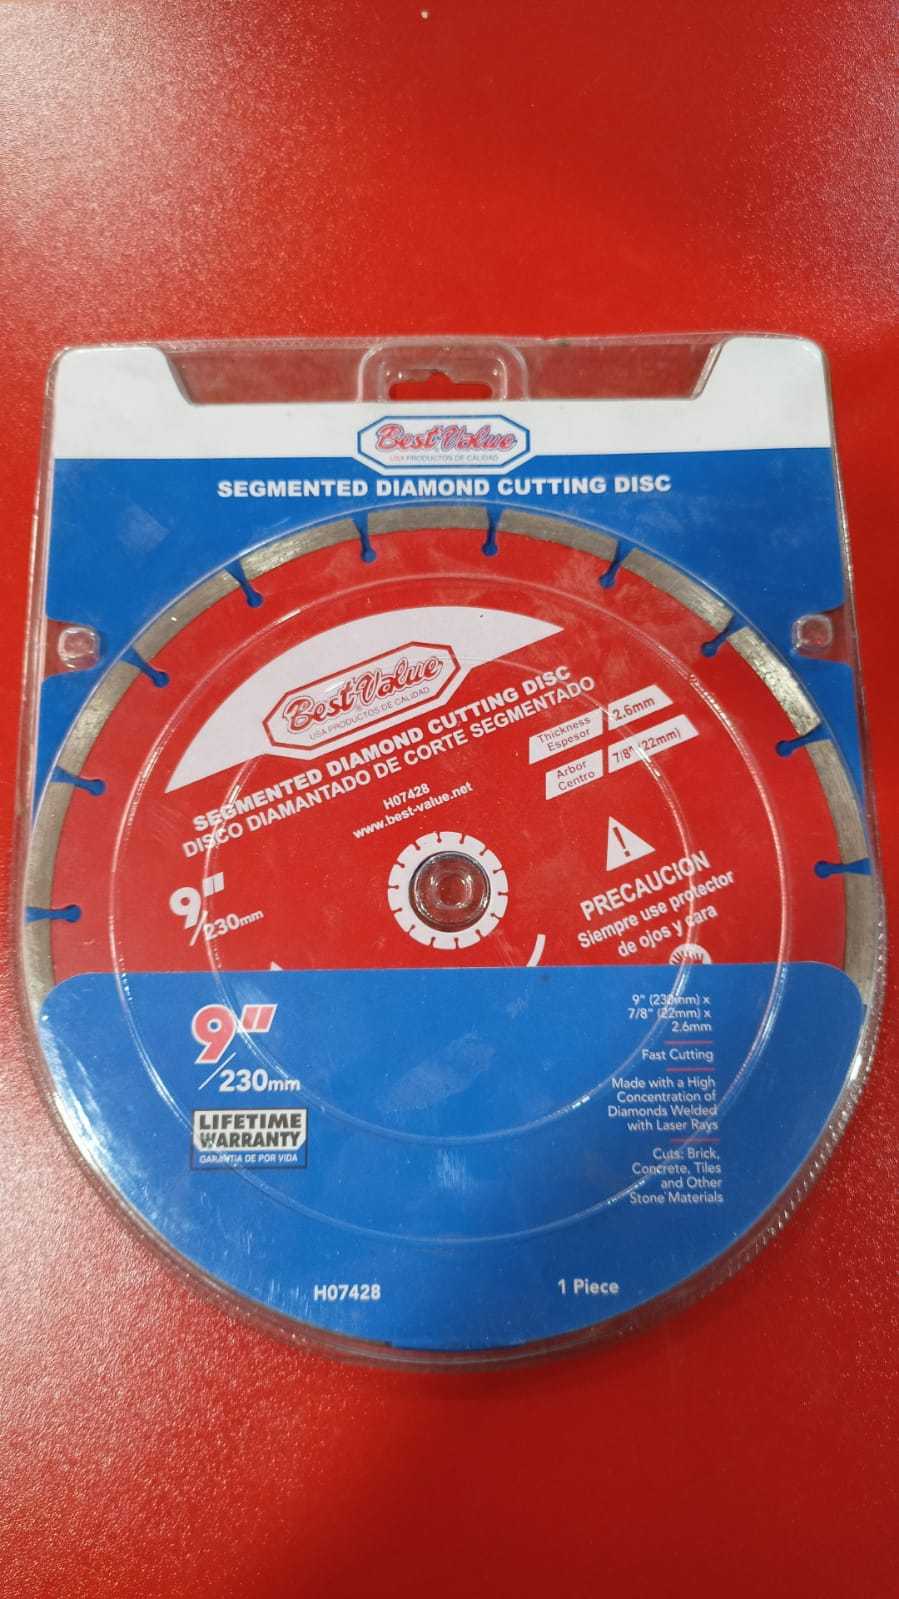 Best Value
USA PRODUCTOS DE CALIDAD
SEGMENTED DIAMOND CUTTING DISC
Best Value
USA PRODUCTOS DE CALIDAD
SEGMENTED DIAMOND CUTTING DISC
DISCO DIAMANTADO DE CORTE SEGMENTADO
H07428
www.best-value.net
Thickness
Espesor
2.6mm
Arbor
Centro
7/8" (22mm)
9"/230mm
PRECAUCION
Siempre use protector
de ojos y cara
9"
/230mm
LIFETIME
WARRANTY
GARANTIA DE POR VIDA
9" (230mm) x
7/8" (22mm) x
2.6mm
Fast Cutting
Made with a High
Concentration of
Diamonds Welded
with Laser Rays
Cuts: Brick,
Concrete, Tiles
and Other
Stone Materials
H07428
1 Piece